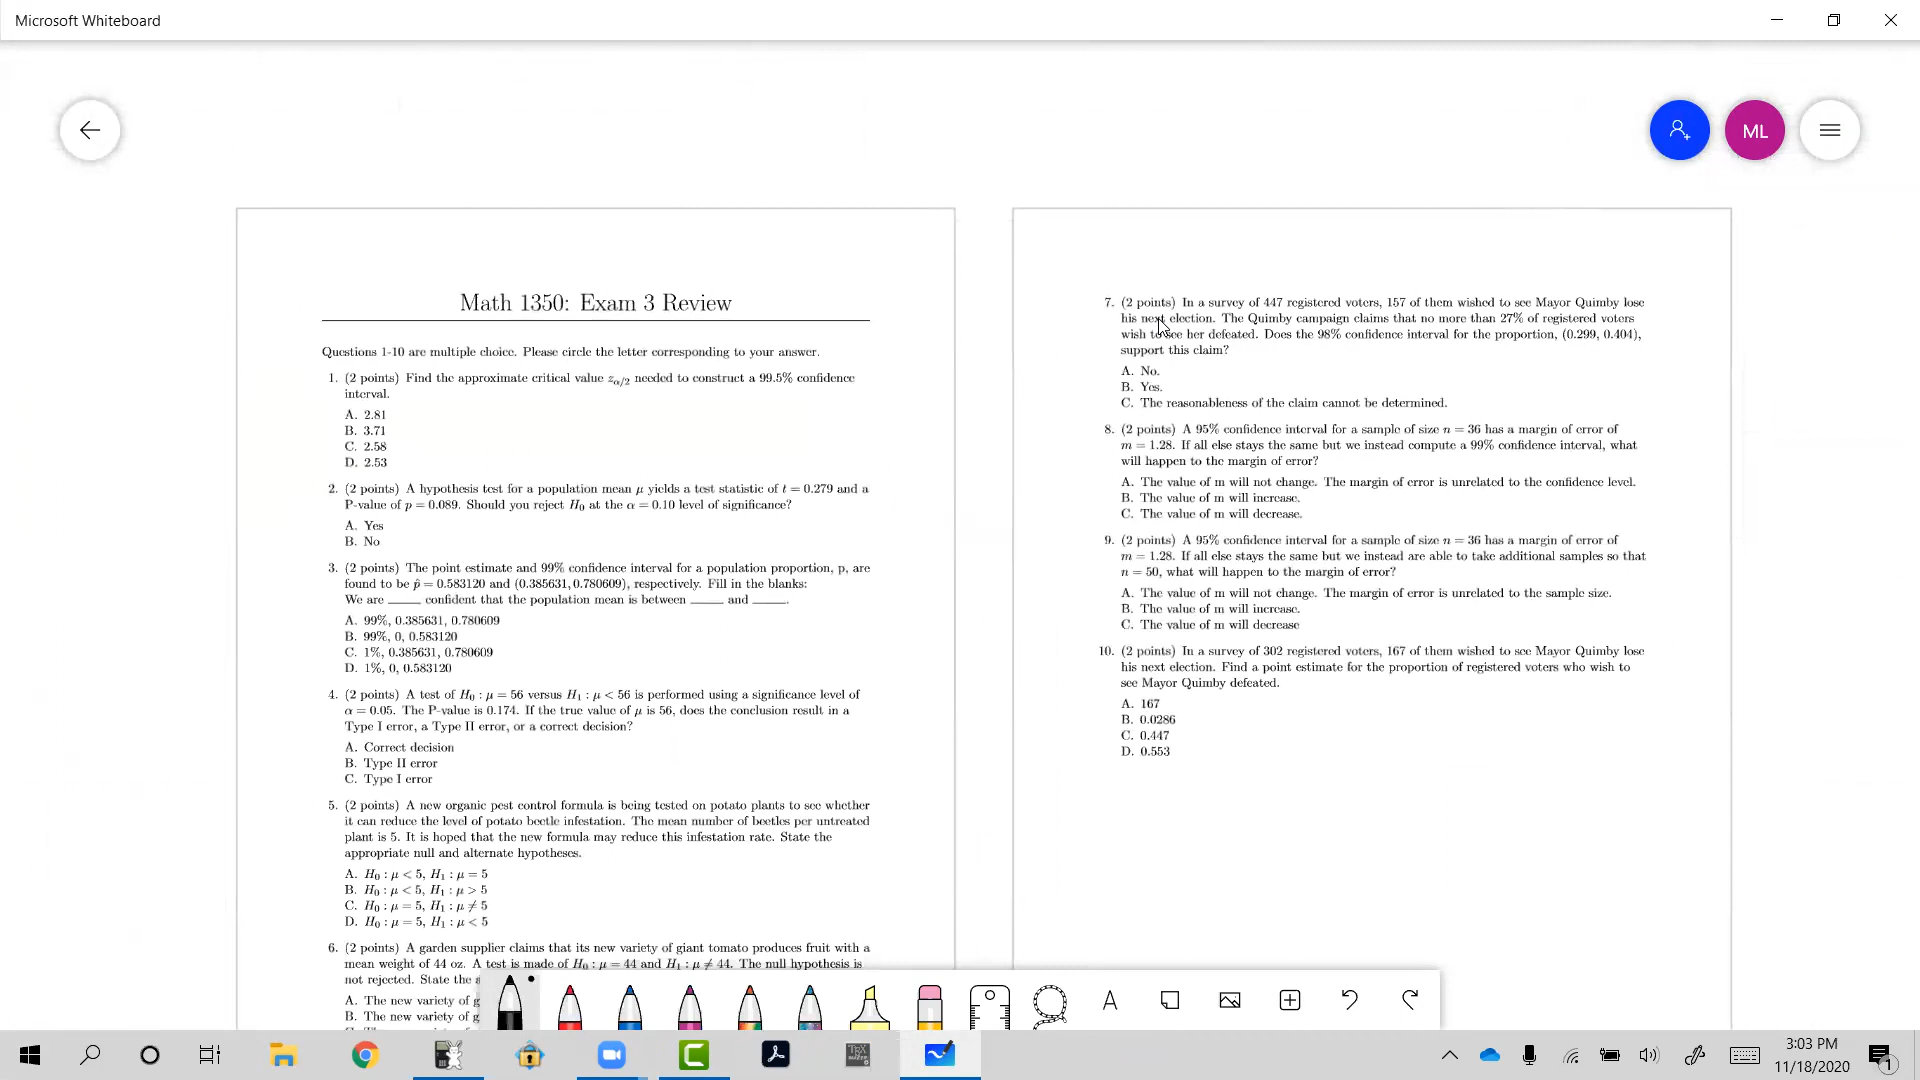 Microsoft Whiteboard
ML
Math 1350: Exam 3 Review
Questions 1-10 are multiple choice. Please circle the letter corresponding to your answer.
1. (2 points) Find the approximate critical value zα/2 needed to construct a 99.5% confidence
interval.
A. 2.81
B. 3.71
C. 2.58
D. 2.53
2. (2 points) A hypothesis test for a population mean μ yields a test statistic of t = 0.279 and a
P-value of p = 0.089. Should you reject H₀ at the α = 0.10 level of significance?
A. Yes
B. No
3. (2 points) The point estimate and 99% confidence interval for a population proportion, p, are
found to be p̂ = 0.583120 and (0.385631, 0.780609), respectively. Fill in the blanks:
We are _____ confident that the population mean is between _____ and _____.
A. 99%, 0.385631, 0.780609
B. 99%, 0, 0.583120
C. 1%, 0.385631, 0.780609
D. 1%, 0, 0.583120
4. (2 points) A test of H₀ : μ = 56 versus H₁ : μ < 56 is performed using a significance level of
α = 0.05. The P-value is 0.174. If the true value of μ is 56, does the conclusion result in a
Type I error, a Type II error, or a correct decision?
A. Correct decision
B. Type II error
C. Type I error
5. (2 points) A new organic pest control formula is being tested on potato plants to see whether
it can reduce the level of potato beetle infestation. The mean number of beetles per untreated
plant is 5. It is hoped that the new formula may reduce this infestation rate. State the
appropriate null and alternate hypotheses.
A. H₀ : μ < 5, H₁ : μ = 5
B. H₀ : μ < 5, H₁ : μ > 5
C. H₀ : μ = 5, H₁ : μ ≠ 5
D. H₀ : μ = 5, H₁ : μ < 5
6. (2 points) A garden supplier claims that its new variety of giant tomato produces fruit with a
mean weight of 44 oz. A test is made of H₀ : μ = 44 and H₁ : μ ≠ 44. The null hypothesis is
not rejected. State the
A. The new variety of
B. The new variety of
7. (2 points) In a survey of 447 registered voters, 157 of them wished to see Mayor Quimby lose
his next election. The Quimby campaign claims that no more than 27% of registered voters
wish to see her defeated. Does the 98% confidence interval for the proportion, (0.299, 0.404),
support this claim?
A. No.
B. Yes.
C. The reasonableness of the claim cannot be determined.
8. (2 points) A 95% confidence interval for a sample of size n = 36 has a margin of error of
m = 1.28. If all else stays the same but we instead compute a 99% confidence interval, what
will happen to the margin of error?
A. The value of m will not change. The margin of error is unrelated to the confidence level.
B. The value of m will increase.
C. The value of m will decrease.
9. (2 points) A 95% confidence interval for a sample of size n = 36 has a margin of error of
m = 1.28. If all else stays the same but we instead are able to take additional samples so that
n = 50, what will happen to the margin of error?
A. The value of m will not change. The margin of error is unrelated to the sample size.
B. The value of m will increase.
C. The value of m will decrease
10. (2 points) In a survey of 302 registered voters, 167 of them wished to see Mayor Quimby lose
his next election. Find a point estimate for the proportion of registered voters who wish to
see Mayor Quimby defeated.
A. 167
B. 0.0286
C. 0.447
D. 0.553
3:03 PM
11/18/2020
1